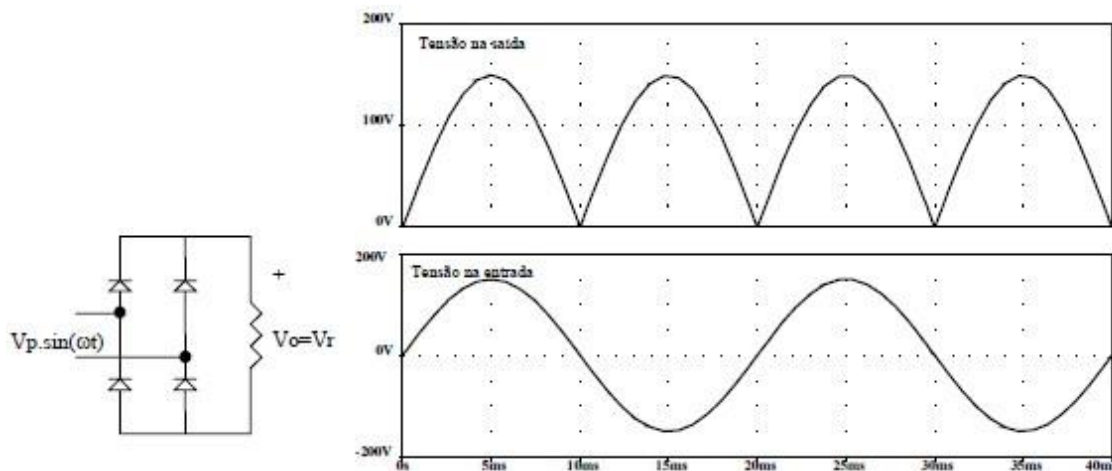 200V
Tensão na saída
100V
0V
200V
Tensão na entrada
0V
-200V
0s 5ms 10ms 15ms 20ms 25ms 30ms 35ms 40ms
+
Vp.sin(ωt)
Vo=Vr